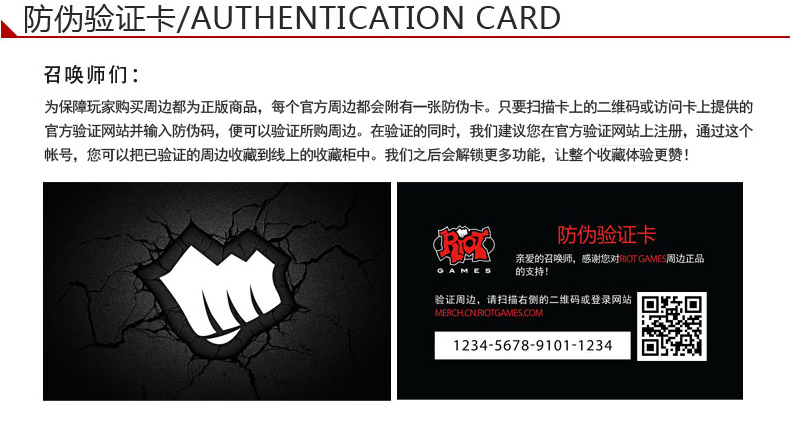 防伪验证卡/AUTHENTICATION CARD
召唤师们：
为保障玩家购买周边都为正版商品，每个官方周边都会附有一张防伪卡。只要扫描卡上的二维码或访问卡上提供的
官方验证网站并输入防伪码，便可以验证所购周边。在验证的同时，我们建议您在官方验证网站上注册，通过这个
帐号，您可以把已验证的周边收藏到线上的收藏柜中。我们之后会解锁更多功能，让整个收藏体验更赞！
RIOT
GAMES
防伪验证卡
亲爱的召唤师，感谢您对RIOT GAMES周边正品
的支持！
验证周边，请扫描右侧的二维码或登录网站
MERCH.CN.RIOTGAMES.COM
1234-5678-9101-1234